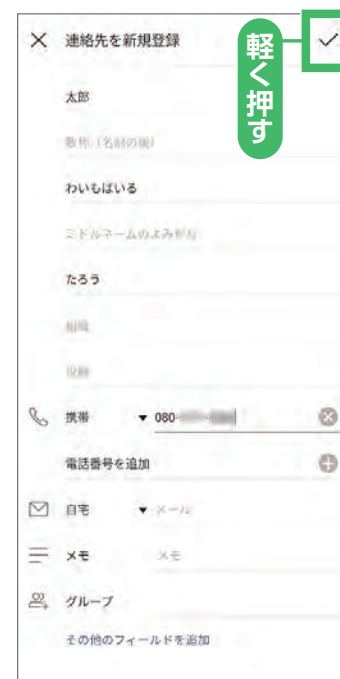 連絡先を新規登録
軽く押す
太郎
敬称（名前の後）
わいもばいる
ミドルネームのよみがな
たろう
組織
役職
携帯 080-
電話番号を追加
自宅 メール
メモ メモ
グループ
その他のフィールドを追加